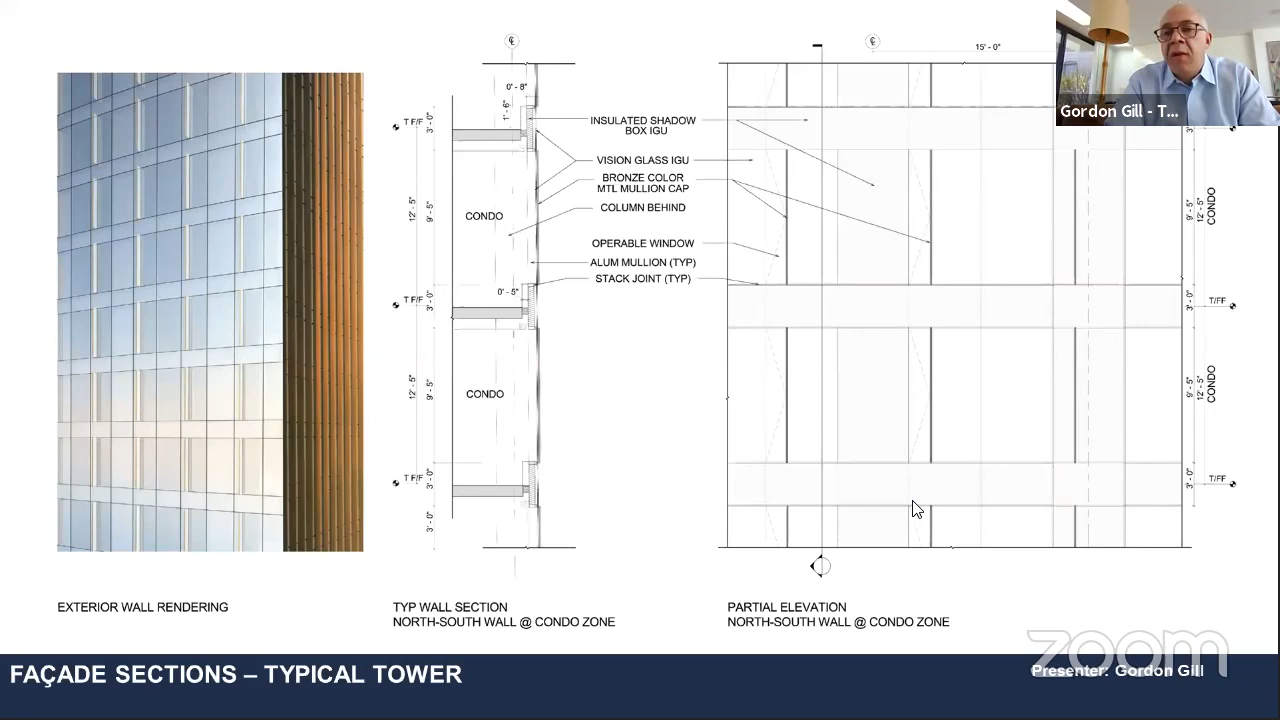 15' - 0"
Gordon Gill - T...
0' - 8"
1' - 6"
T F/F
3' - 0"
INSULATED SHADOW
BOX IGU
VISION GLASS IGU
BRONZE COLOR
MTL MULLION CAP
COLUMN BEHIND
OPERABLE WINDOW
ALUM MULLION (TYP)
STACK JOINT (TYP)
CONDO
12' - 5"
9' - 5"
0' - 5"
T F/F
3' - 0"
CONDO
12' - 5"
9' - 5"
T F/F
3' - 0"
3' - 0"
9' - 5"
12' - 5"
CONDO
3' - 0"
T/FF
9' - 5"
12' - 5"
CONDO
3' - 0"
T/FF
EXTERIOR WALL RENDERING
TYP WALL SECTION
NORTH-SOUTH WALL @ CONDO ZONE
PARTIAL ELEVATION
NORTH-SOUTH WALL @ CONDO ZONE
zoom
FAÇADE SECTIONS – TYPICAL TOWER
Presenter: Gordon Gill